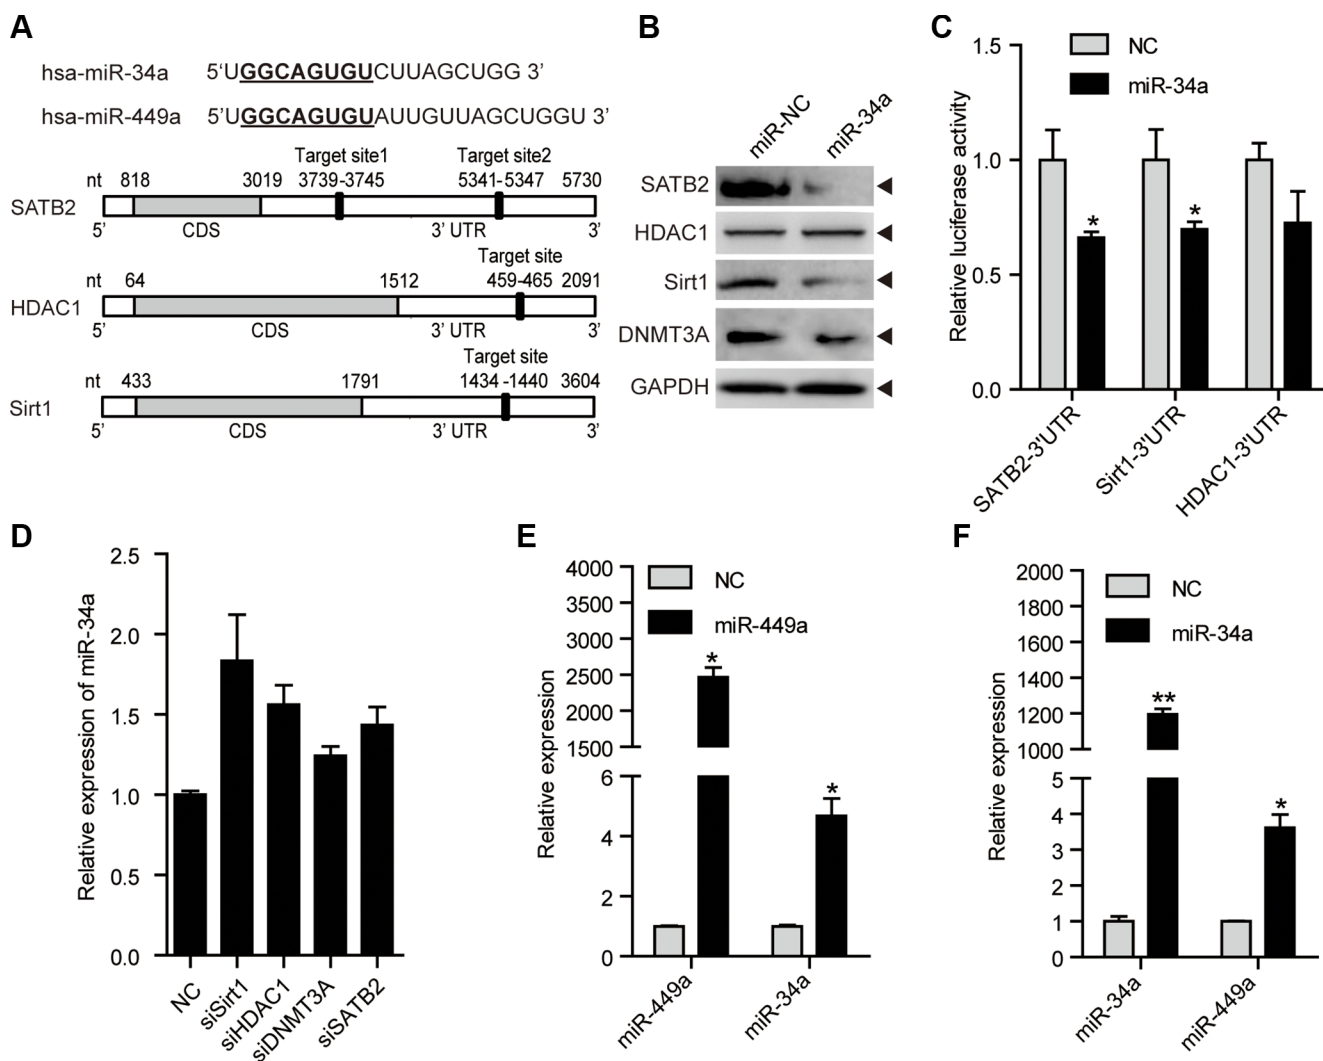 A
hsa-miR-34a 5‘UGGCAGUGUCUUAGCUGG 3’
hsa-miR-449a 5’UGGCAGUGUAUUGUUAGCUGGU 3’
Target site1 Target site2
nt 818 3019 3739-3745 5341-5347 5730
SATB2
5’ CDS 3’ UTR 3’
Target site
nt 64 1512 459-465 2091
HDAC1
5’ CDS 3’ UTR 3’
Target site
nt 433 1791 1434 -1440 3604
Sirt1
5’ CDS 3’ UTR 3’
B
miR-NC miR-34a
SATB2
HDAC1
Sirt1
DNMT3A
GAPDH
C
NC
miR-34a
Relative luciferase activity
1.5
1.0
0.5
0.0
* *
SATB2-3'UTR Sirt1-3'UTR HDAC1-3'UTR
D
Relative expression of miR-34a
2.5
2.0
1.5
1.0
0.5
0.0
NC siSirt1 siHDAC1 siDNMT3A siSATB2
E
NC
miR-449a
Relative expression
4000
3500
3000
2500
2000
1500
6
4
2
0
* *
miR-449a miR-34a
F
NC
miR-34a
Relative expression
2000
1800
1600
1400
1200
1000
5
4
3
2
1
0
** *
miR-34a miR-449a